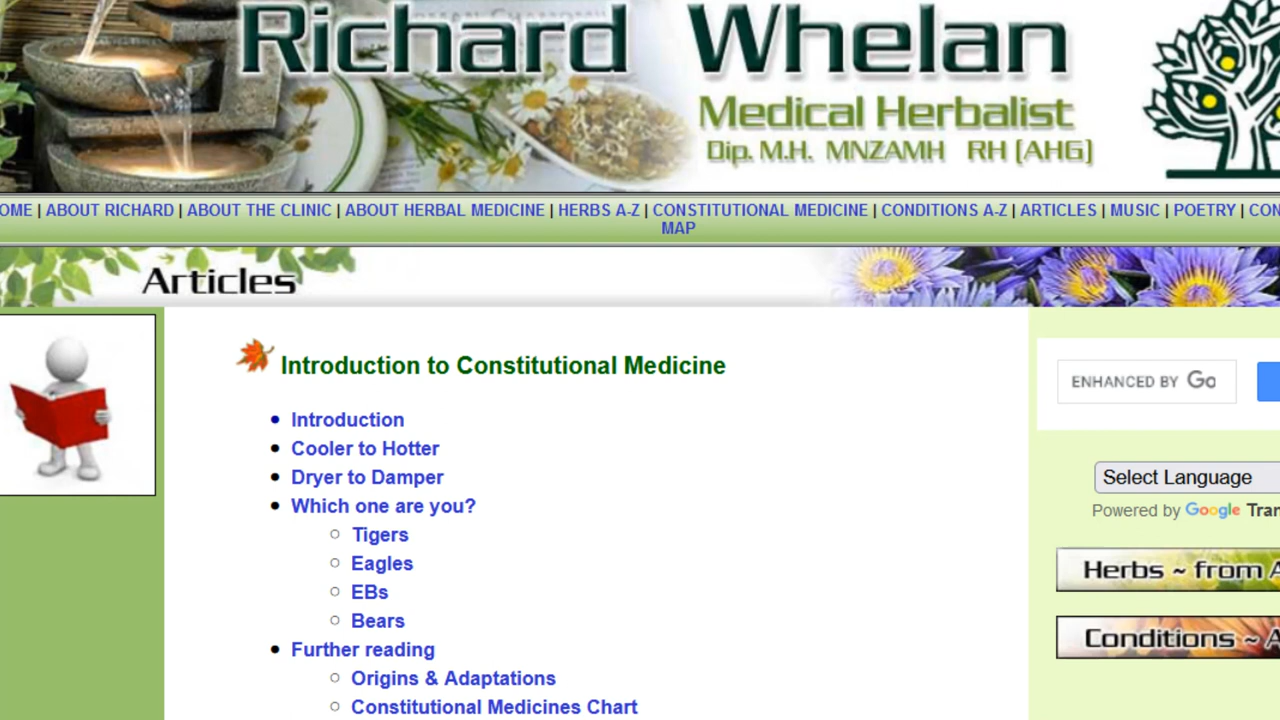 Richard Whelan
Medical Herbalist
Dip. M.H. MNZAMH RH (AHG)
OME | ABOUT RICHARD | ABOUT THE CLINIC | ABOUT HERBAL MEDICINE | HERBS A-Z | CONSTITUTIONAL MEDICINE | CONDITIONS A-Z | ARTICLES | MUSIC | POETRY | CON
MAP
Articles
Introduction to Constitutional Medicine
• Introduction
• Cooler to Hotter
• Dryer to Damper
• Which one are you?
○ Tigers
○ Eagles
○ EBs
○ Bears
• Further reading
○ Origins & Adaptations
○ Constitutional Medicines Chart
ENHANCED BY Go
Select Language
Powered by Google Tran
Herbs ~ from A
Conditions ~ A